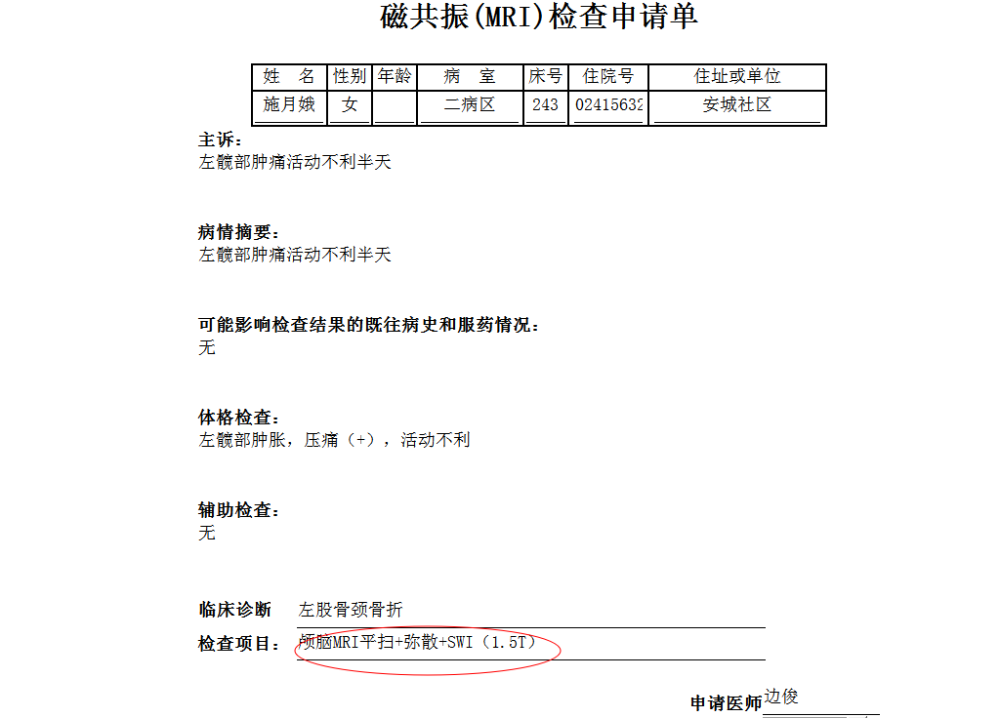 磁共振(MRI)检查申请单
姓 名 性别 年龄 病 室 床号 住院号 住址或单位
施月娥 女 二病区 243 02415632 安城社区
主诉:
左髋部肿痛活动不利半天
病情摘要:
左髋部肿痛活动不利半天
可能影响检查结果的既往病史和服药情况:
无
体格检查:
左髋部肿胀，压痛（+），活动不利
辅助检查:
无
临床诊断 左股骨颈骨折
检查项目: 颅脑MRI平扫+弥散+SWI（1.5T）
申请医师 边俊